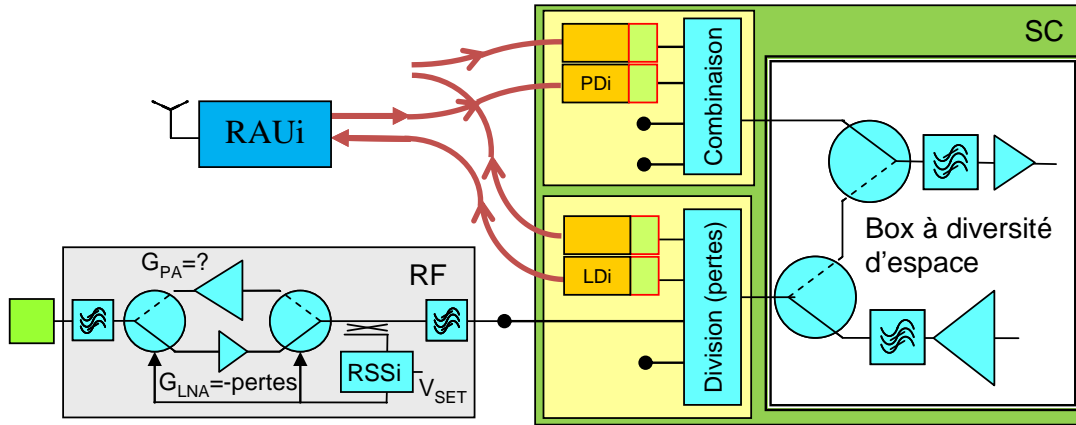 SC
PDi
Combinaison
RAUi
Box à diversité
d'espace
LDi
Division (pertes)
G_PA=?
RF
G_LNA=-pertes
RSSi
V_SET